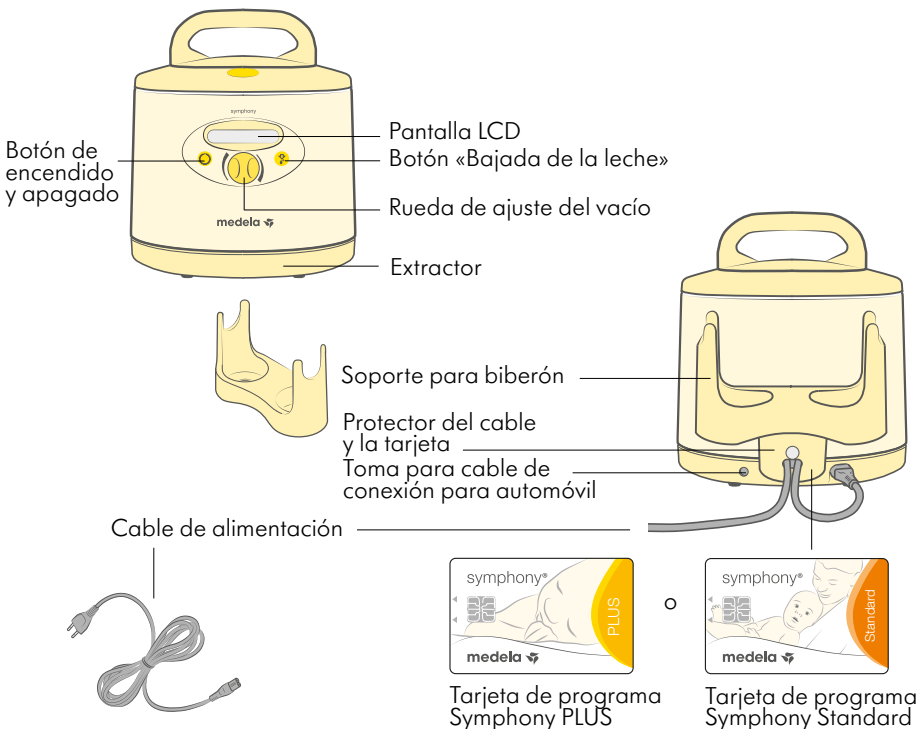 symphony
Pantalla LCD
Botón de
encendido
y apagado
Botón «Bajada de la leche»
Rueda de ajuste del vacío
medela
Extractor
Soporte para biberón
Protector del cable
y la tarjeta
Toma para cable de
conexión para automóvil
Cable de alimentación
symphony®
PLUS
medela
o
symphony®
Standard
medela
Tarjeta de programa
Symphony PLUS
Tarjeta de programa
Symphony Standard